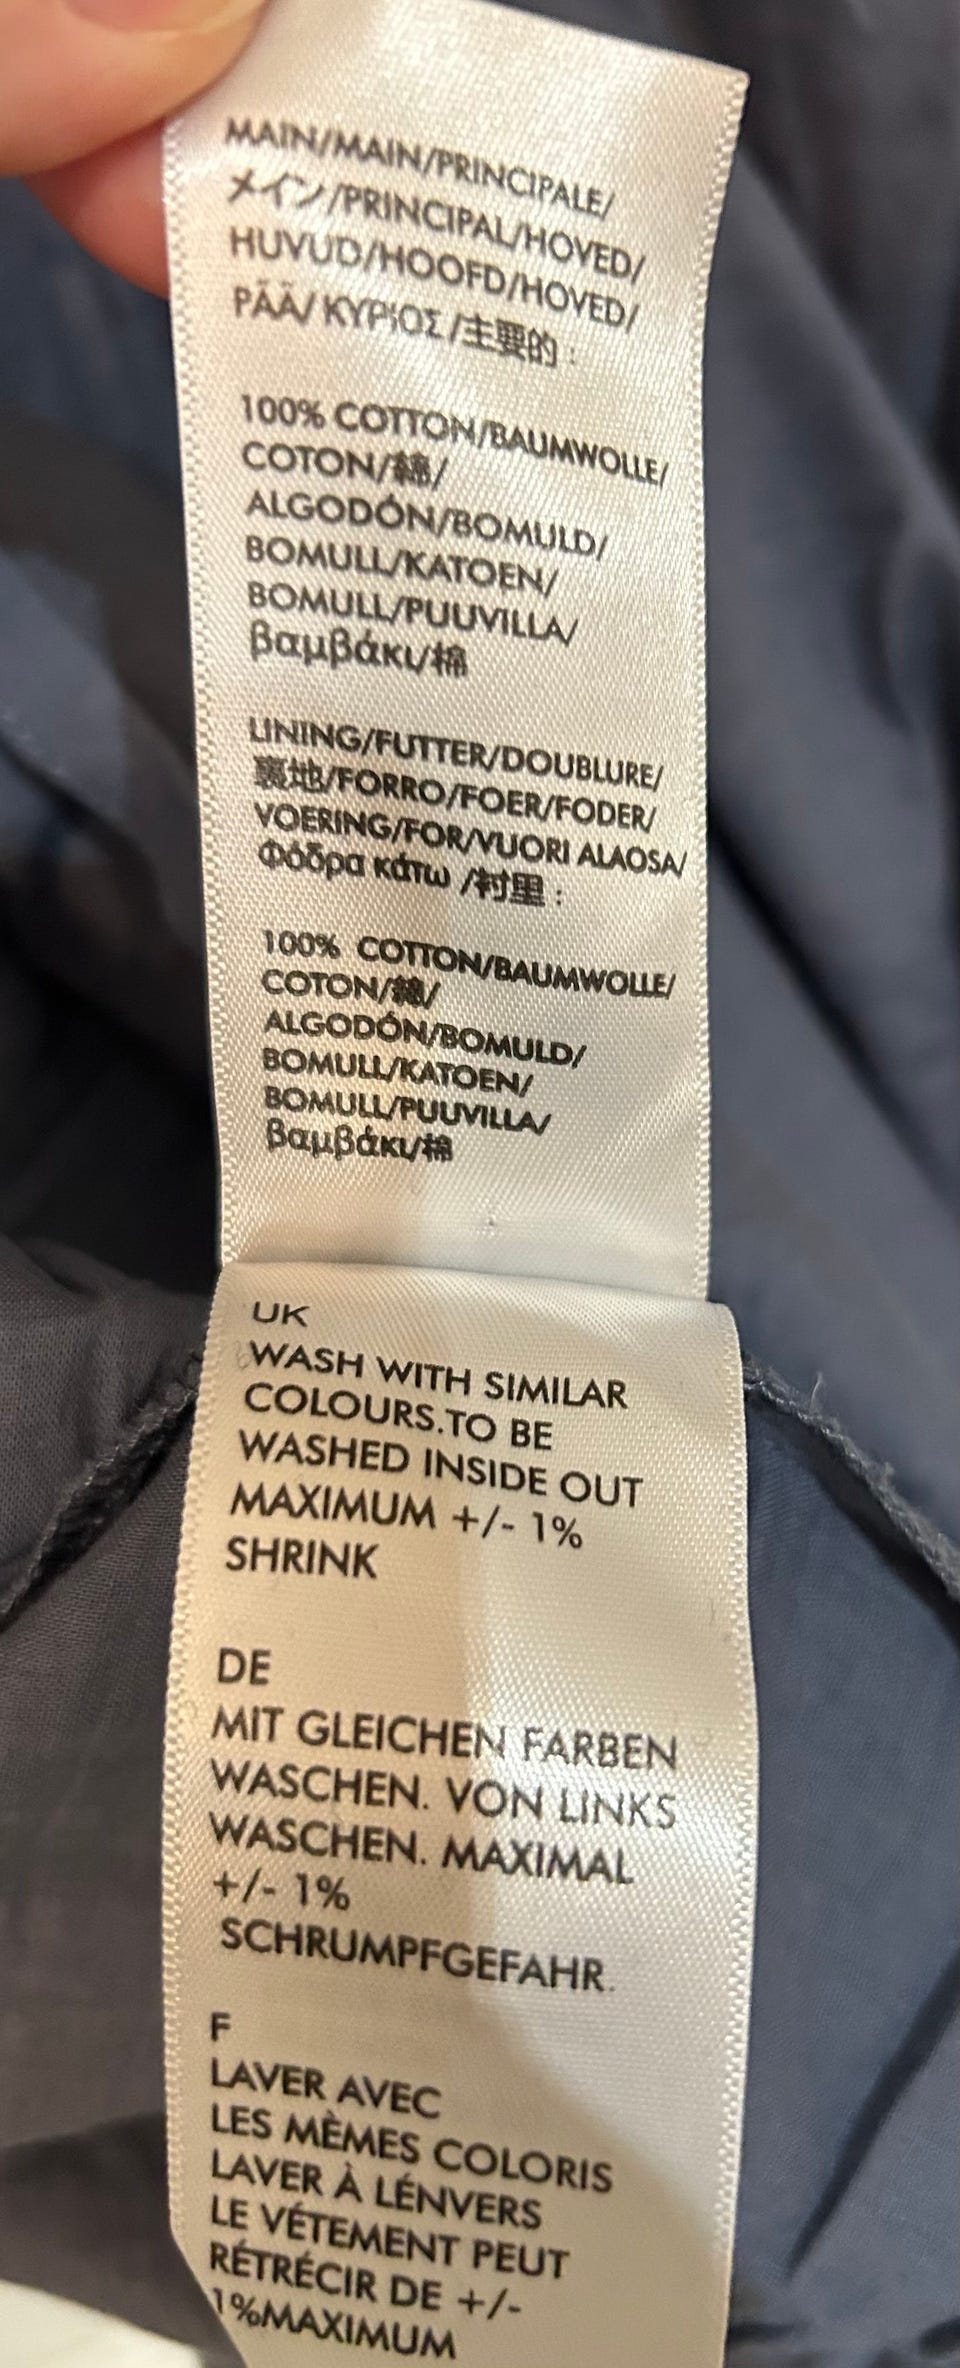 MAIN/MAIN/PRINCIPALE/
メイン/PRINCIPAL/HOVED/
HUVUD/HOOFD/HOVED/
PÄÄ/ ΚΥΡίΟΣ /主要的 :
100% COTTON/BAUMWOLLE/
COTON/綿/
ALGODÓN/BOMULD/
BOMULL/KATOEN/
BOMULL/PUUVILLA/
βαμβάκι/棉
LINING/FUTTER/DOUBLURE/
裏地/FORRO/FOER/FODER/
VOERING/FOR/VUORI ALAOSA/
Φόδρα κάτω /衬里 :
100% COTTON/BAUMWOLLE/
COTON/綿/
ALGODÓN/BOMULD/
BOMULL/KATOEN/
BOMULL/PUUVILLA/
βαμβάκι/棉
UK
WASH WITH SIMILAR
COLOURS.TO BE
WASHED INSIDE OUT
MAXIMUM +/- 1%
SHRINK
DE
MIT GLEICHEN FARBEN
WASCHEN. VON LINKS
WASCHEN. MAXIMAL
+/- 1%
SCHRUMPFGEFAHR.
F
LAVER AVEC
LES MÈMES COLORIS
LAVER À LÉNVERS
LE VÉTEMENT PEUT
RÉTRÉCIR DE +/-
1%MAXIMUM